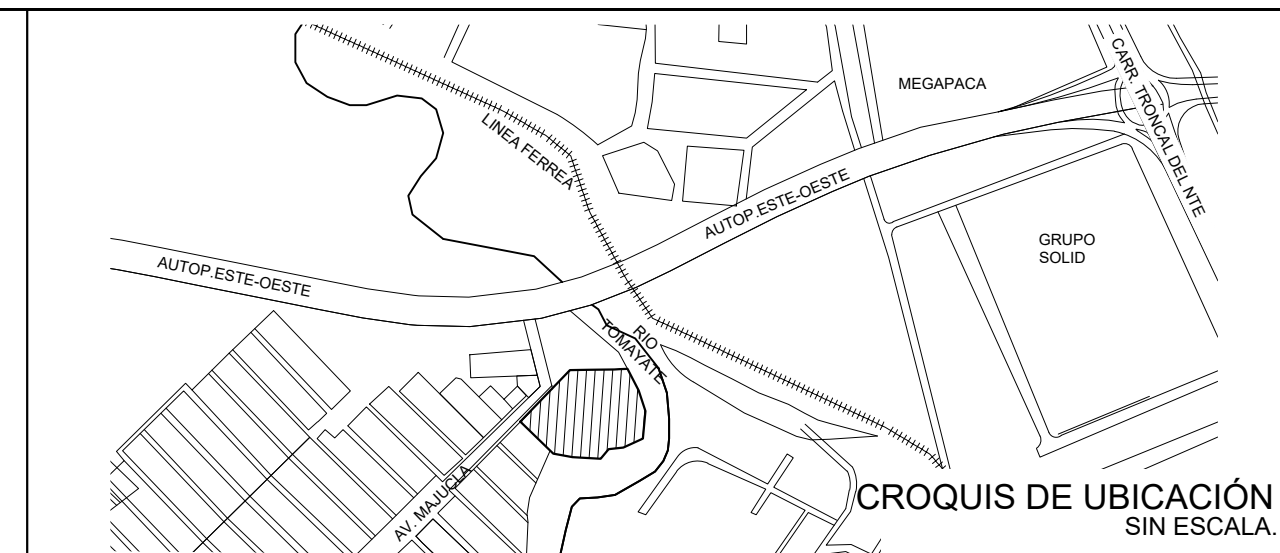 MEGAPACA
CARR. TRONCAL DEL NTE
LINEA FERREA
AUTOP.ESTE-OESTE
GRUPO
SOLID
AUTOP.ESTE-OESTE
RIO
TOMAYATE
AV. MAJUCLA
CROQUIS DE UBICACIÓN
SIN ESCALA.